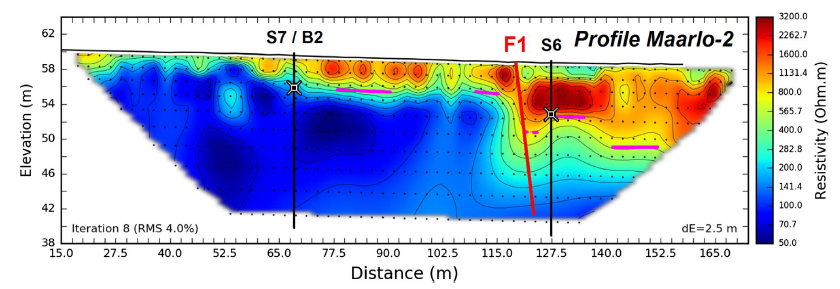 Profile Maarlo-2
S7 / B2
F1
S6
Elevation (m)
62
58
54
50
46
42
38
Iteration 8 (RMS 4.0%)
dE=2.5 m
15.0 27.5 40.0 52.5 65.0 77.5 90.0 102.5 115.0 127.5 140.0 152.5 165.0
Distance (m)
3200.0
2262.7
1600.0
1131.4
800.0
565.7
400.0
282.8
200.0
141.4
100.0
70.7
50.0
Resistivity (Ohm.m)